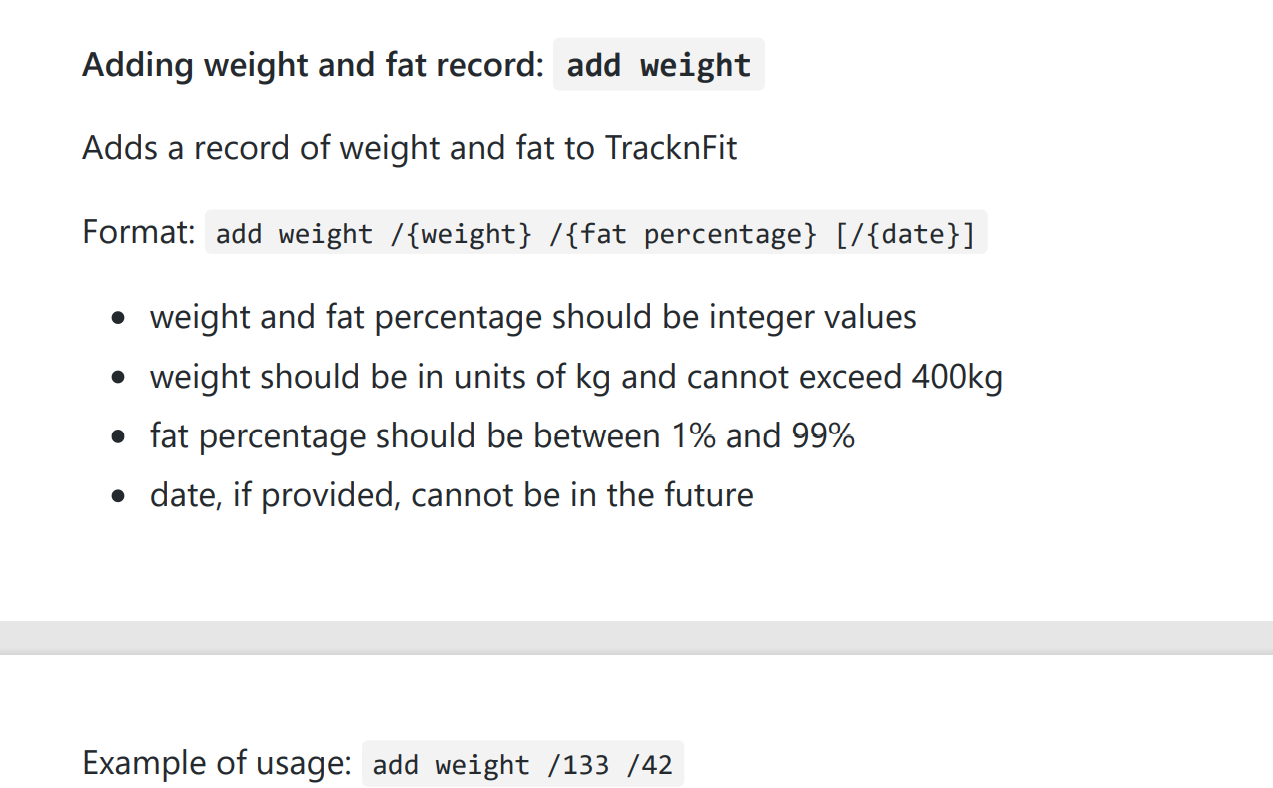 Adding weight and fat record: add weight
Adds a record of weight and fat to TracknFit
Format: add weight /{weight} /{fat percentage} [/{date}]
• weight and fat percentage should be integer values
• weight should be in units of kg and cannot exceed 400kg
• fat percentage should be between 1% and 99%
• date, if provided, cannot be in the future
Example of usage: add weight /133 /42